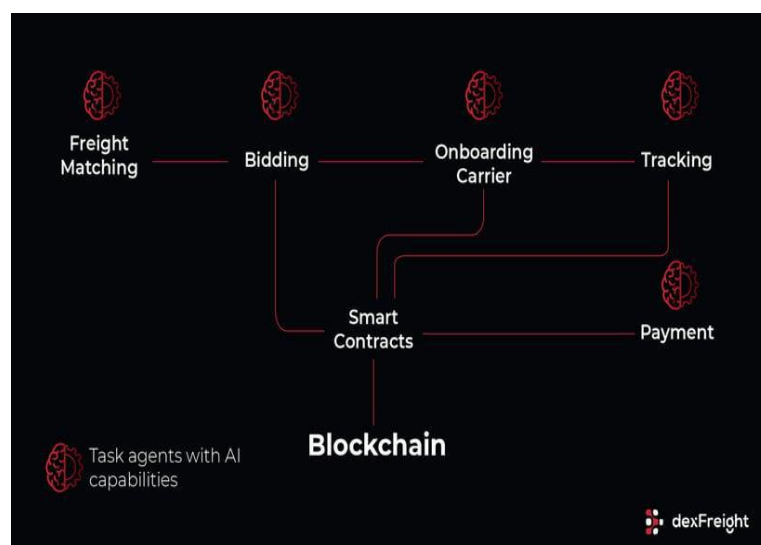 Freight
Matching
Bidding
Onboarding
Carrier
Tracking
Smart
Contracts
Payment
Blockchain
Task agents with AI
capabilities
dexFreight